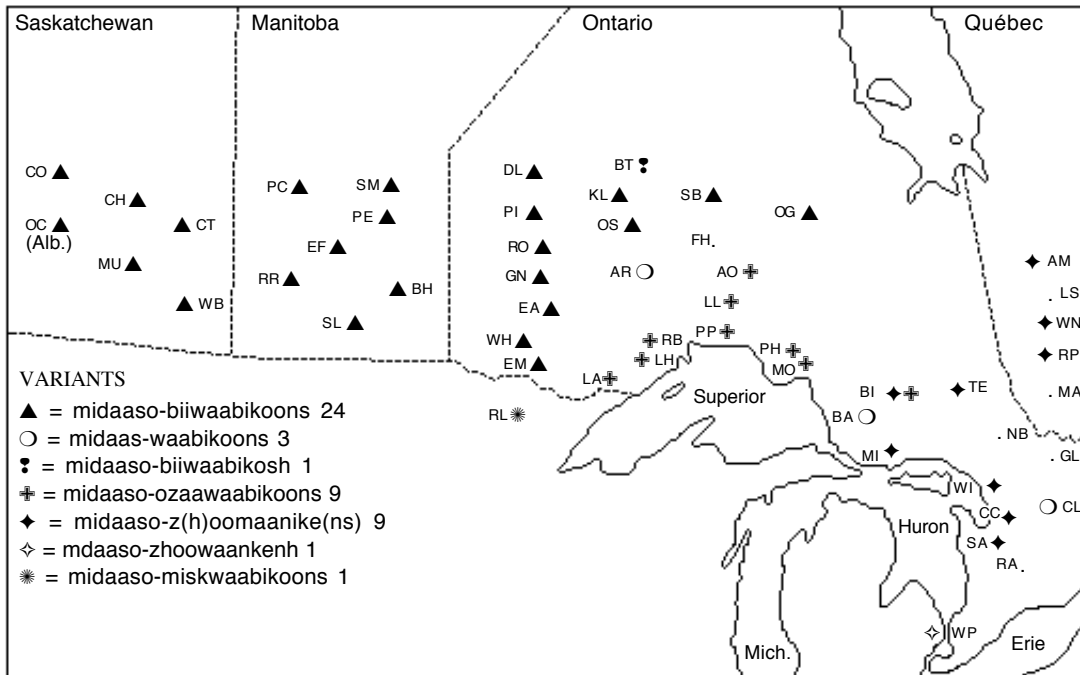 Saskatchewan Manitoba Ontario Québec
CO
CH
OC
(Alb.)
CT
MU
WB
PC
SM
PE
EF
RR
BH
SL
DL
PI
RO
GN
EA
WH
EM
BT
KL
SB
OS
OG
FH
AR
AO
LL
PP
RB
LH
PH
MO
LA
RL
Superior
BI
TE
BA
MI
WI
CC
Huron
SA
RA
WP
Erie
Mich.
AM
LS
WN
RP
MA
NB
GL
CL
VARIANTS
▲ = midaaso-biiwaabikoons 24
❍ = midaas-waabikoons 3
❢ = midaaso-biiwaabikosh 1
✙ = midaaso-ozaawaabikoons 9
✦ = midaaso-z(h)oomaanike(ns) 9
✧ = mdaaso-zhoowaankenh 1
✺ = midaaso-miskwaabikoons 1